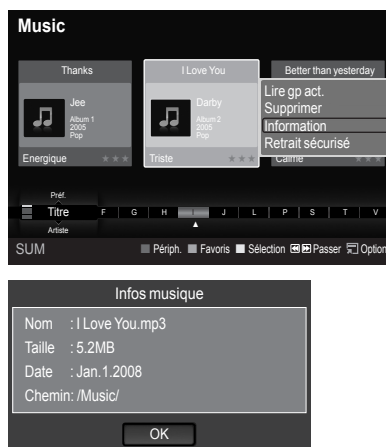 Music
Thanks
I Love You
Better than yesterday
Jee
Album 1
2005
Pop
Darby
Album 2
2005
Pop
Lire gp act.
Supprimer
Information
Retrait sécurisé
Energique ★★★
Triste ★★★
Calme
Préf.
Titre
Artiste
F G H I J L P S T V
SUM
Périph. Favoris Sélection Passer Option
Infos musique
Nom : I Love You.mp3
Taille : 5.2MB
Date : Jan.1.2008
Chemin: /Music/
OK